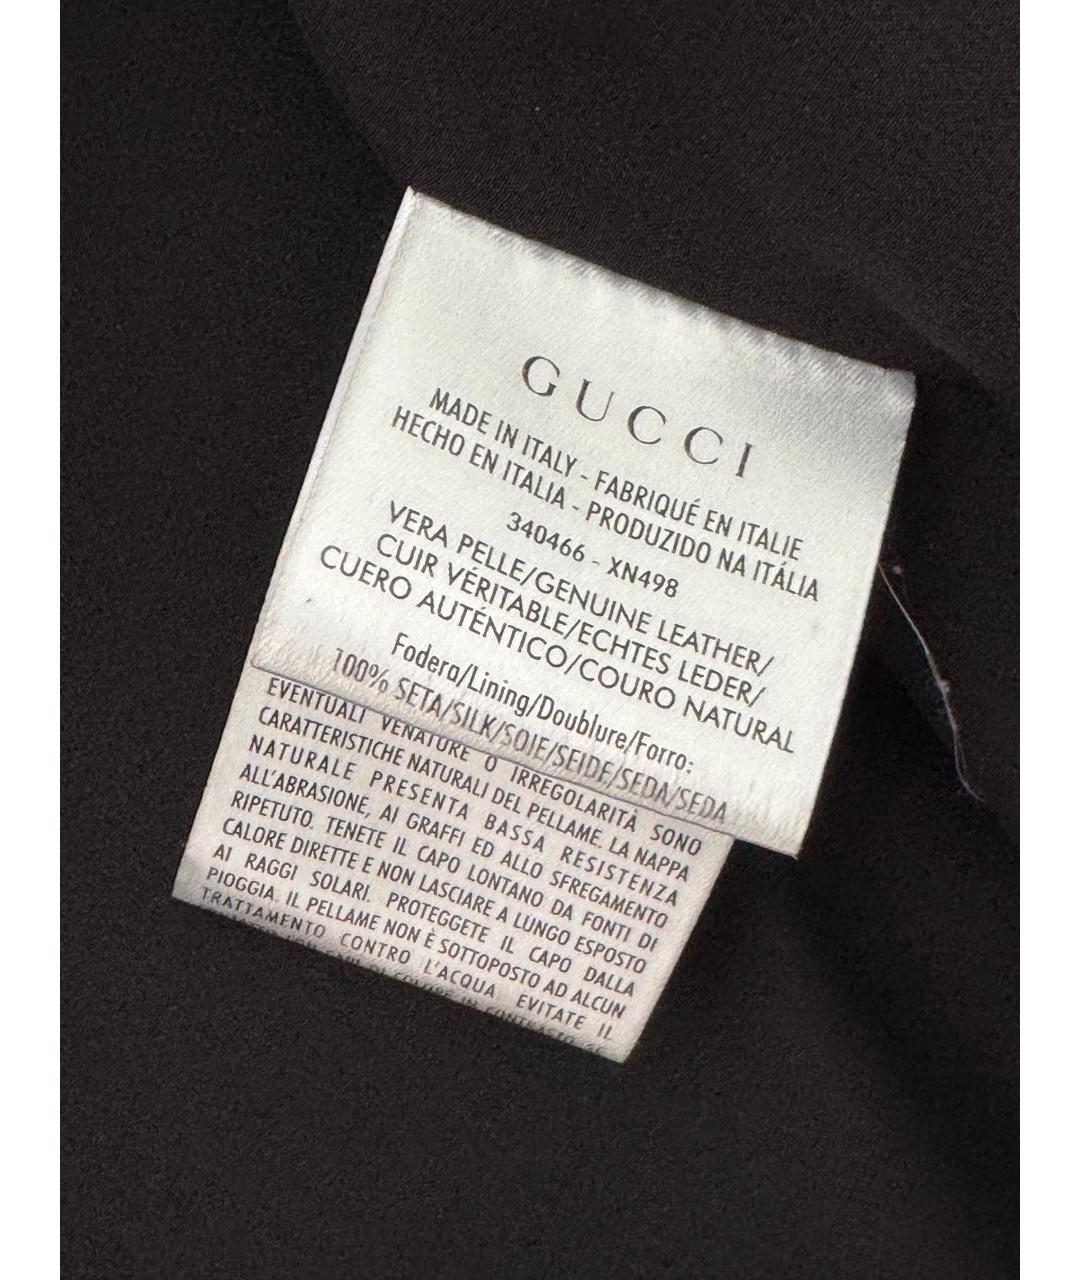 GUCCI
MADE IN ITALY - FABRIQUÉ EN ITALIE
HECHO EN ITALIA - PRODUZIDO NA ITÁLIA
340466 - XN498
VERA PELLE/GENUINE LEATHER/
CUIR VÉRITABLE/ECHTES LEDER/
CUERO AUTÉNTICO/COURO NATURAL
Fodera/Lining/Doublure/Forro:
100% SETA/SILK/SOIE/SEIDE/SEDA/SEDA
EVENTUALI VENATURE O IRREGOLARITÀ SONO
CARATTERISTICHE NATURALI DEL PELLAME. LA NAPPA
NATURALE PRESENTA BASSA RESISTENZA
ALL'ABRASIONE, AI GRAFFI ED ALLO SFREGAMENTO
RIPETUTO. TENETE IL CAPO LONTANO DA FONTI DI
CALORE DIRETTE E NON LASCIARE A LUNGO ESPOSTO
AI RAGGI SOLARI. PROTEGGETE IL CAPO DALLA
PIOGGIA. IL PELLAME NON È SOTTOPOSTO AD ALCUN
TRATTAMENTO CONTRO L'ACQUA EVITATE IL